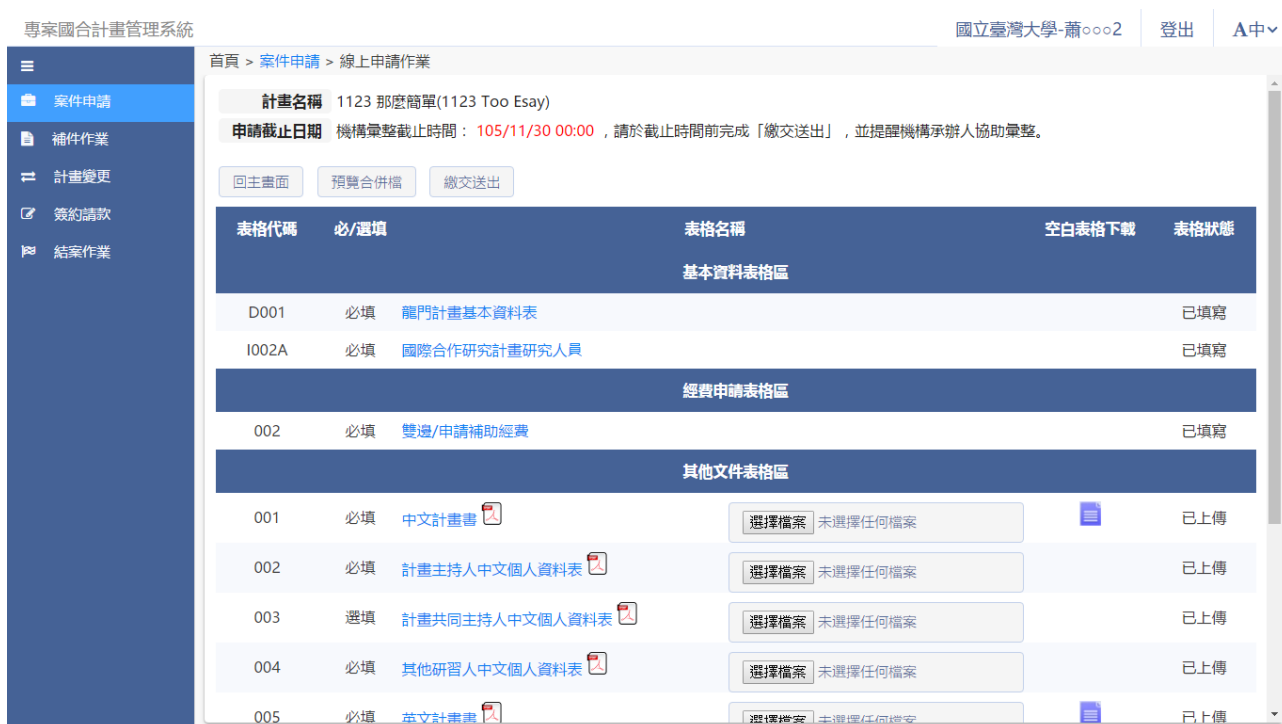 專案國合計畫管理系統 國立臺灣大學-蕭○○○2 登出 A中
首頁 > 案件申請 > 線上申請作業
案件申請
補件作業
計畫變更
簽約請款
結案作業
計畫名稱 1123 那麼簡單(1123 Too Esay)
申請截止日期 機構彙整截止時間： 105/11/30 00:00 ，請於截止時間前完成「繳交送出」，並提醒機構承辦人協助彙整。
回主畫面 預覽合併檔 繳交送出
表格代碼 必/選填 表格名稱 空白表格下載 表格狀態
基本資料表格區
D001 必填 龍門計畫基本資料表 已填寫
I002A 必填 國際合作研究計畫研究人員 已填寫
經費申請表格區
002 必填 雙邊/申請補助經費 已填寫
其他文件表格區
001 必填 中文計畫書 選擇檔案 未選擇任何檔案 已上傳
002 必填 計畫主持人中文個人資料表 選擇檔案 未選擇任何檔案 已上傳
003 選填 計畫共同主持人中文個人資料表 選擇檔案 未選擇任何檔案 已上傳
004 必填 其他研習人中文個人資料表 選擇檔案 未選擇任何檔案 已上傳
005 必填 英文計畫書 選擇檔案 未選擇任何檔案 已上傳